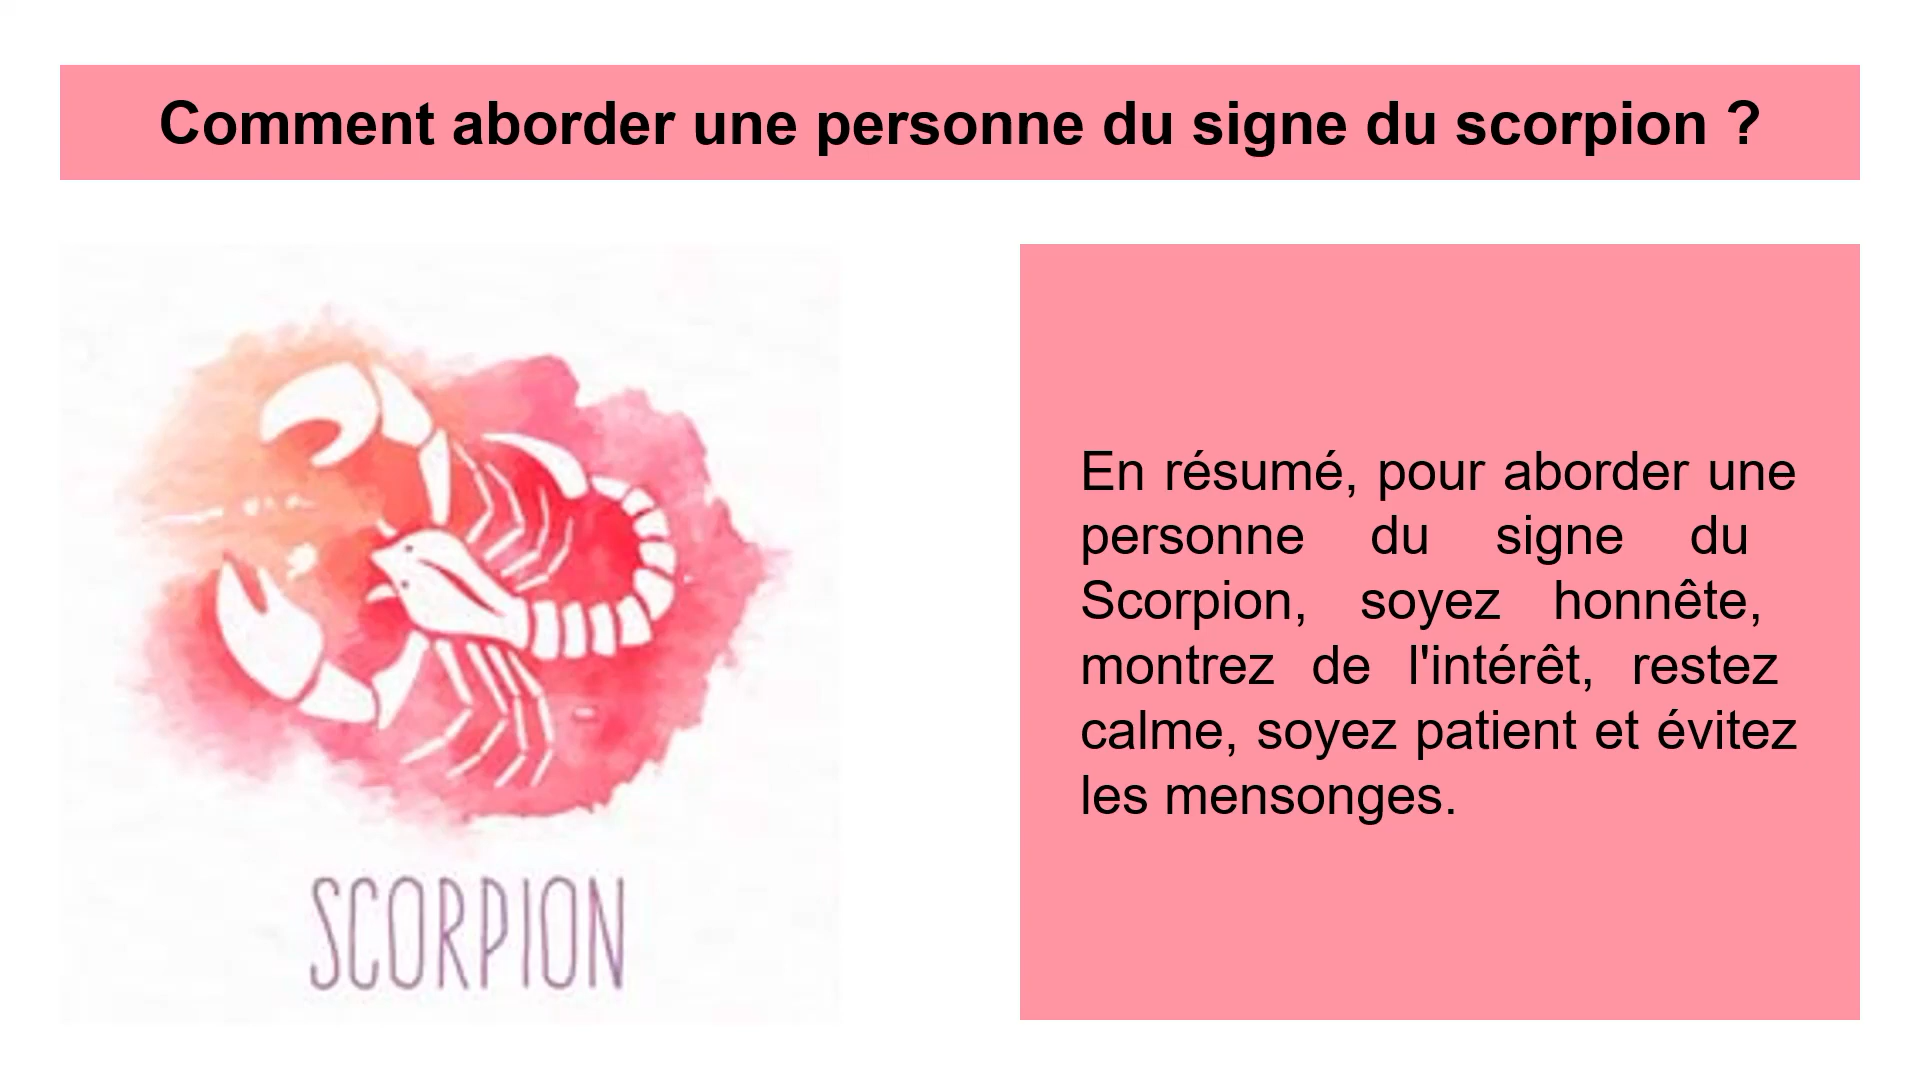 Comment aborder une personne du signe du scorpion ?
SCORPION
En résumé, pour aborder une
personne du signe du
Scorpion, soyez honnête,
montrez de l'intérêt, restez
calme, soyez patient et évitez
les mensonges.